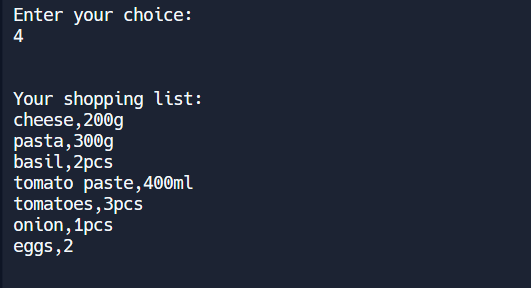 Enter your choice:
4
Your shopping list:
cheese,200g
pasta,300g
basil,2pcs
tomato paste,400ml
tomatoes,3pcs
onion,1pcs
eggs,2